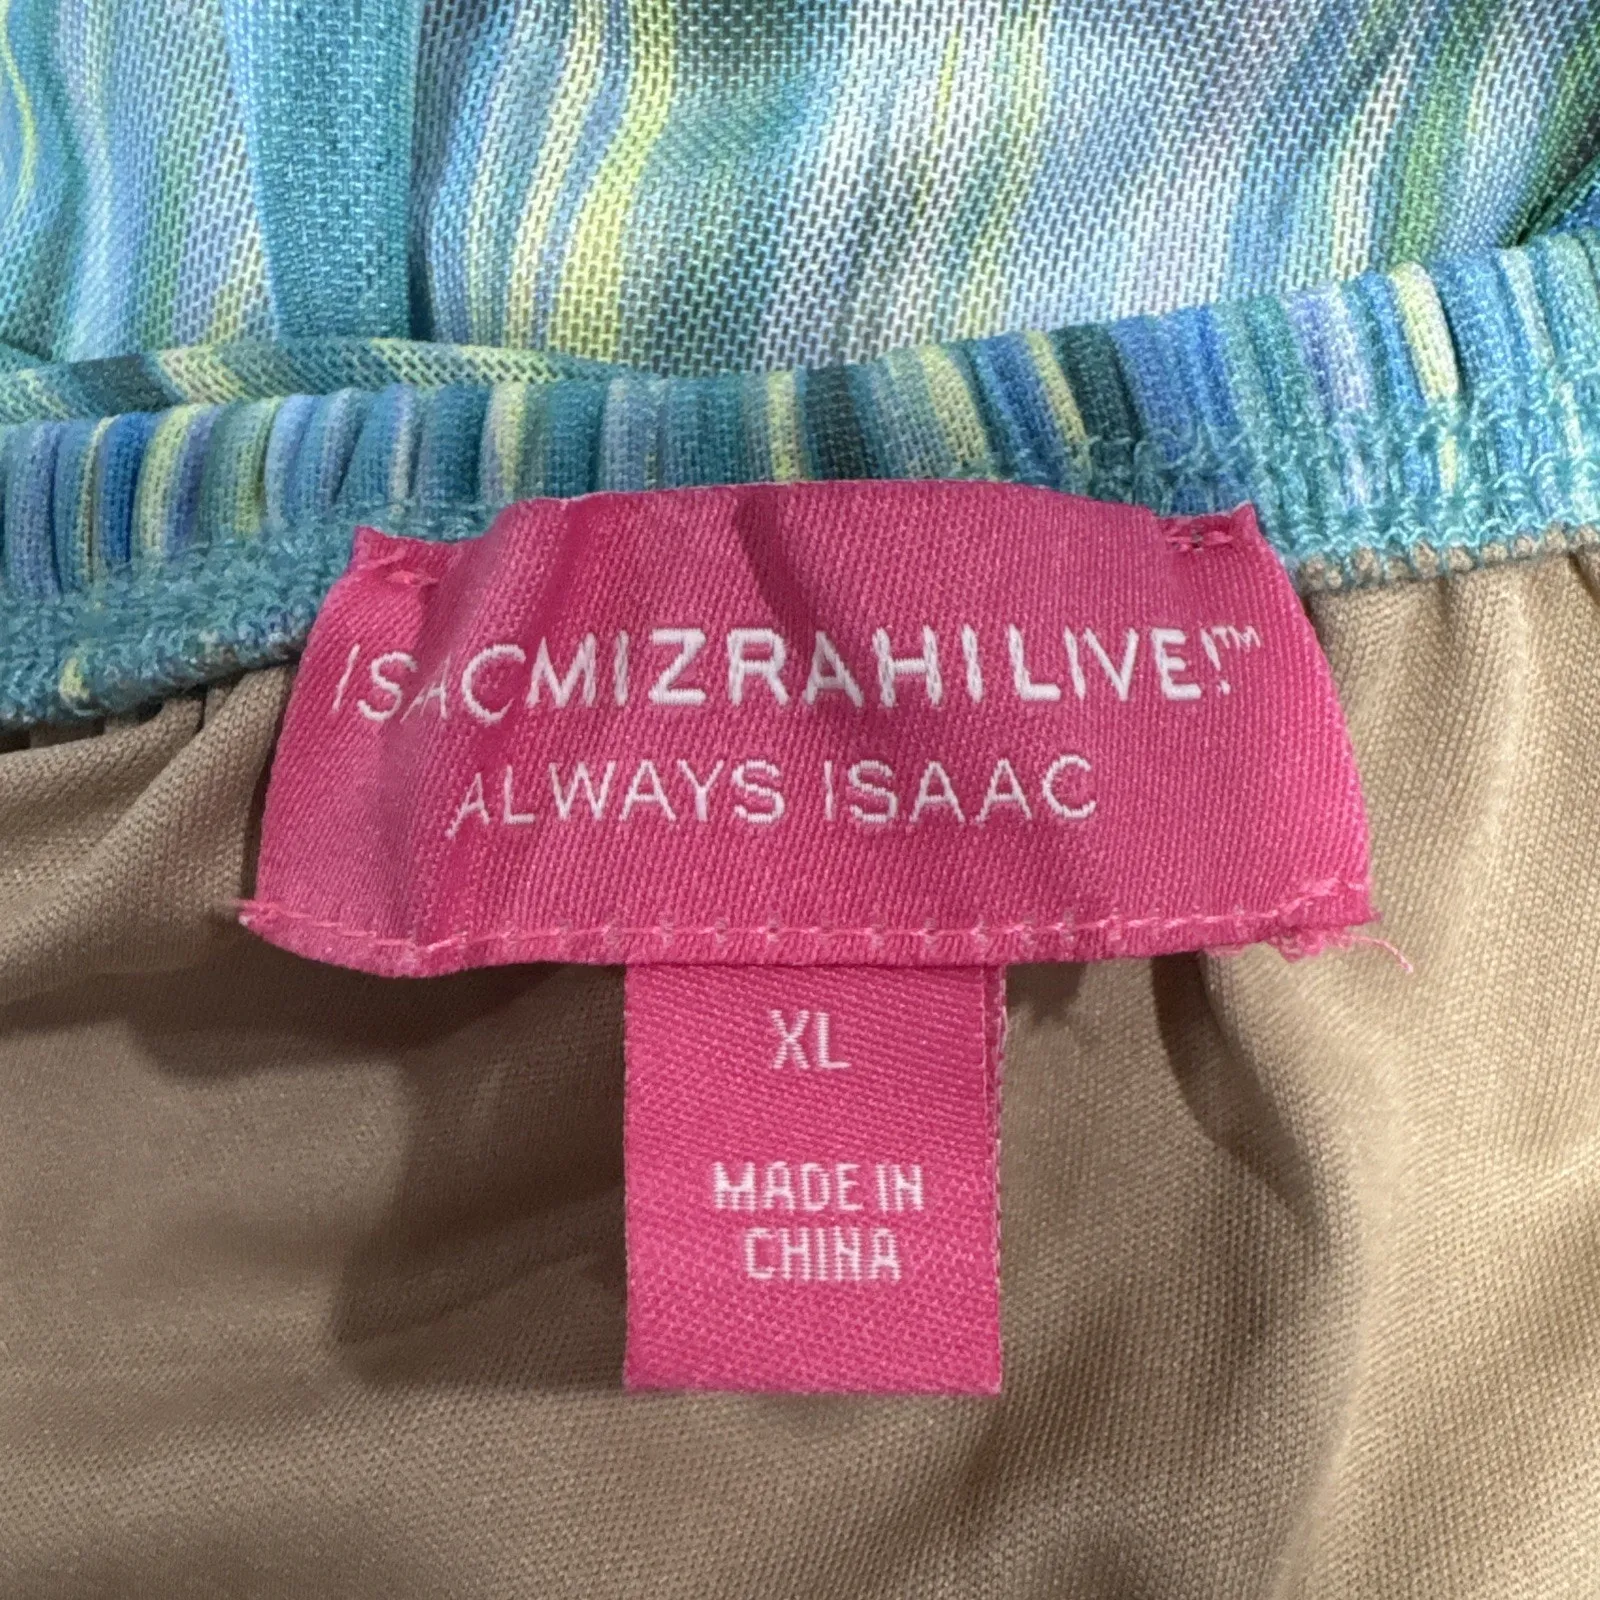 ISAACMIZRAHILIVE!™
ALWAYS ISAAC
XL
MADE IN
CHINA